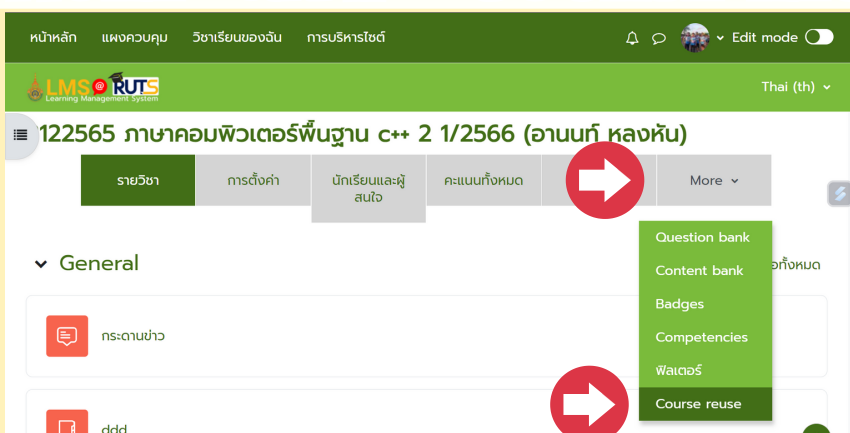 หน้าหลัก แผงควบคุม วิชาเรียนของฉัน การบริหารไซต์ Edit mode
LMS@RUTS
Learning Management System
Thai (th)
122565 ภาษาคอมพิวเตอร์พื้นฐาน c++ 2 1/2566 (อานนท์ หลงหัน)
รายวิชา การตั้งค่า นักเรียนและผู้สนใจ คะแนนทั้งหมด More
Question bank
General
Content bank
Badges
กระดานข่าว
Competencies
ฟิลเตอร์
Course reuse
ddd